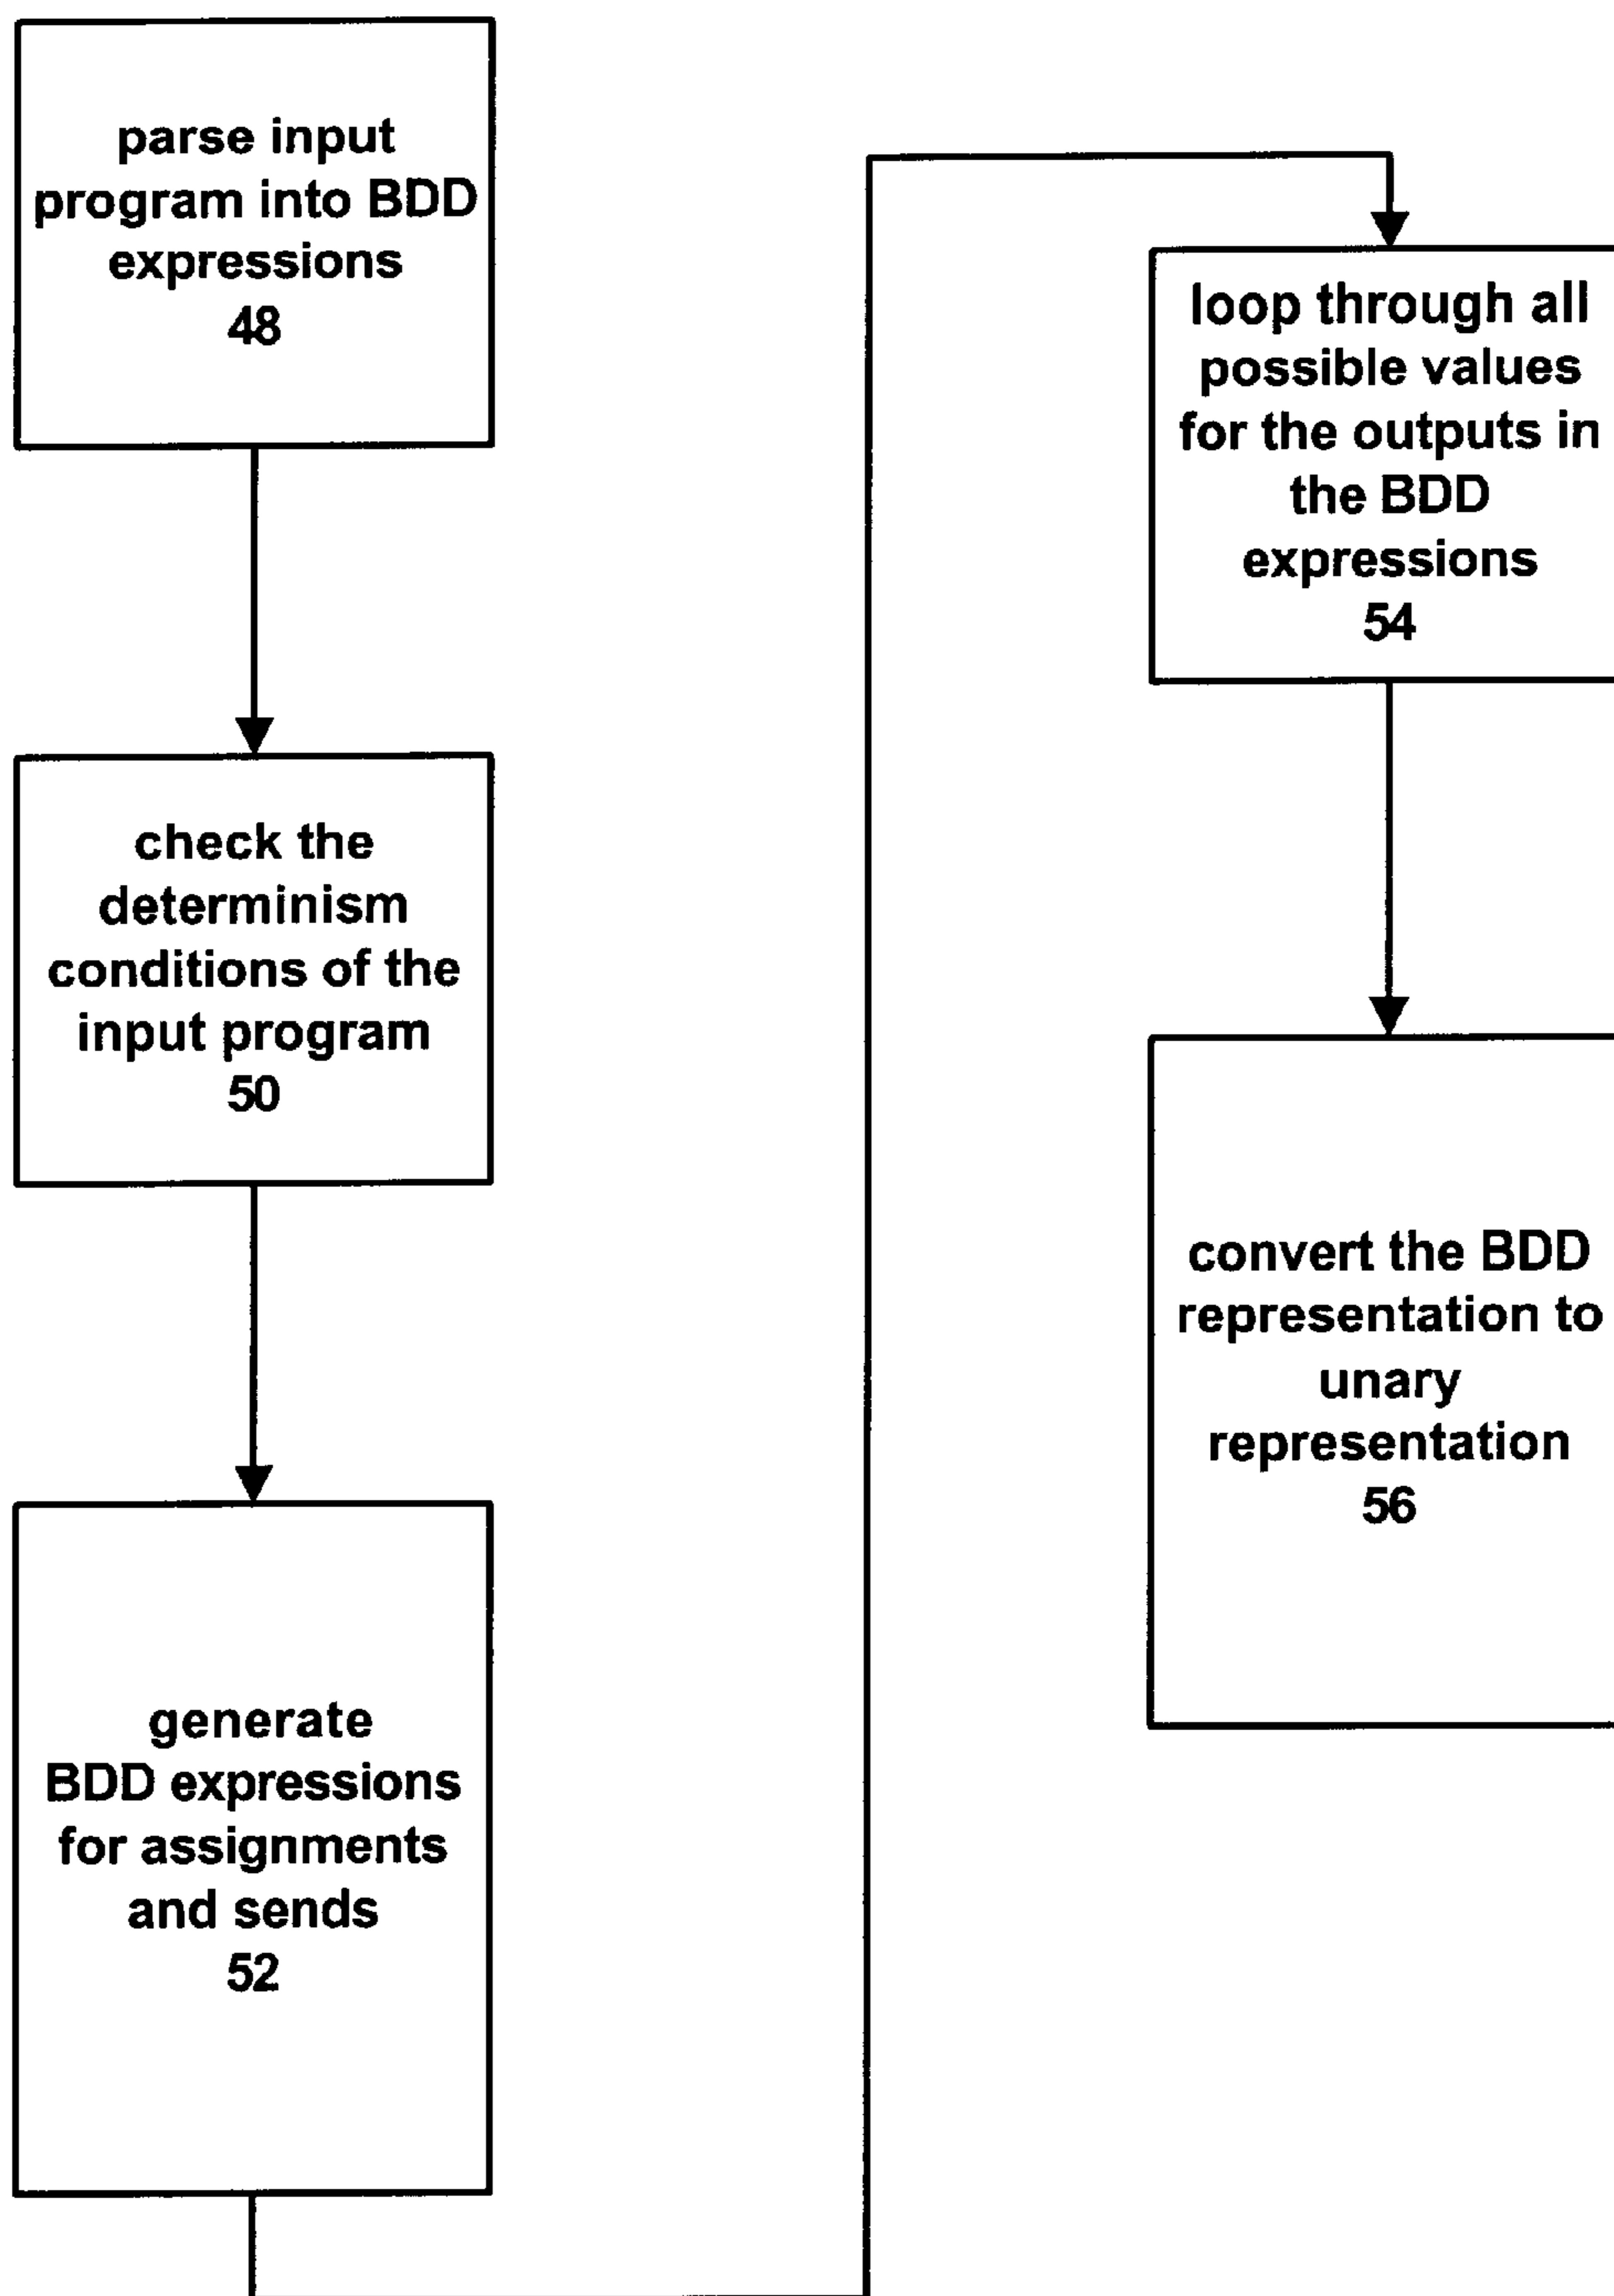 parse input
program into BDD
expressions
48
check the
determinism
conditions of the
input program
50
generate
BDD expressions
for assignments
and sends
52
loop through all
possible values
for the outputs in
the BDD
expressions
54
convert the BDD
representation to
unary
representation
56